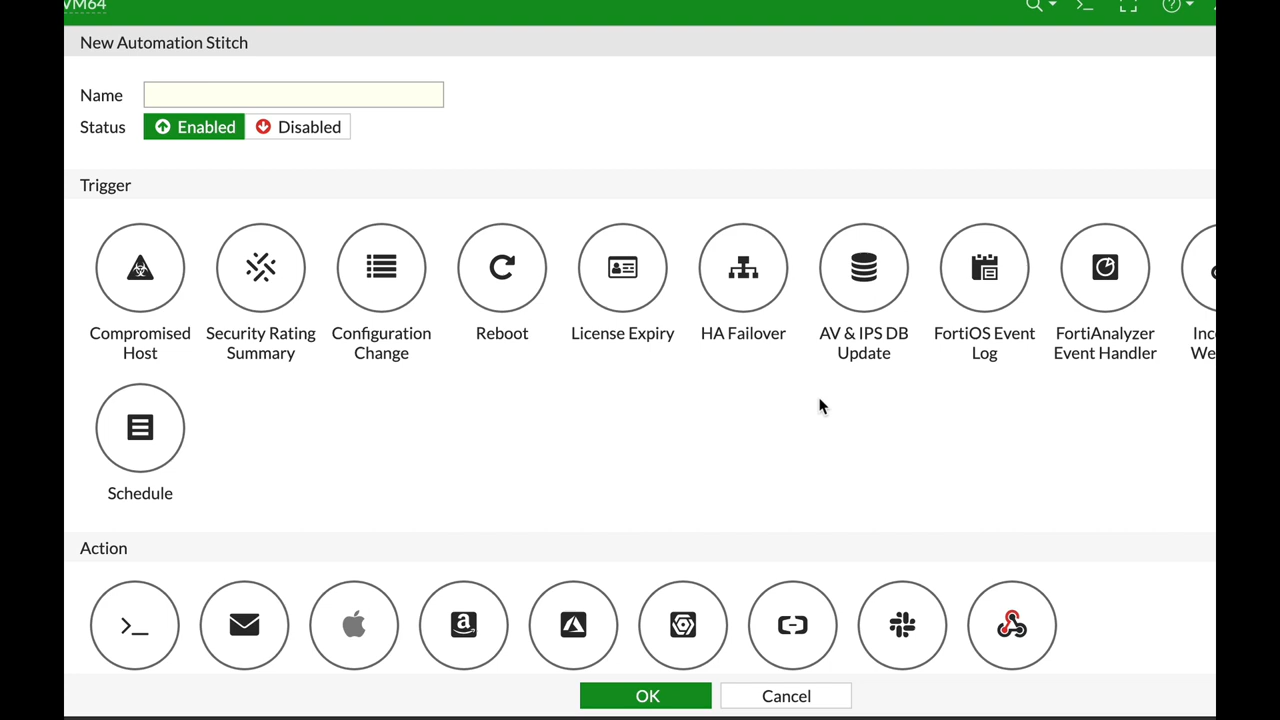 VM64
New Automation Stitch
Name
Status
Enabled
Disabled
Trigger
Compromised
Host
Security Rating
Summary
Configuration
Change
Reboot
License Expiry
HA Failover
AV & IPS DB
Update
FortiOS Event
Log
FortiAnalyzer
Event Handler
Schedule
Action
OK
Cancel